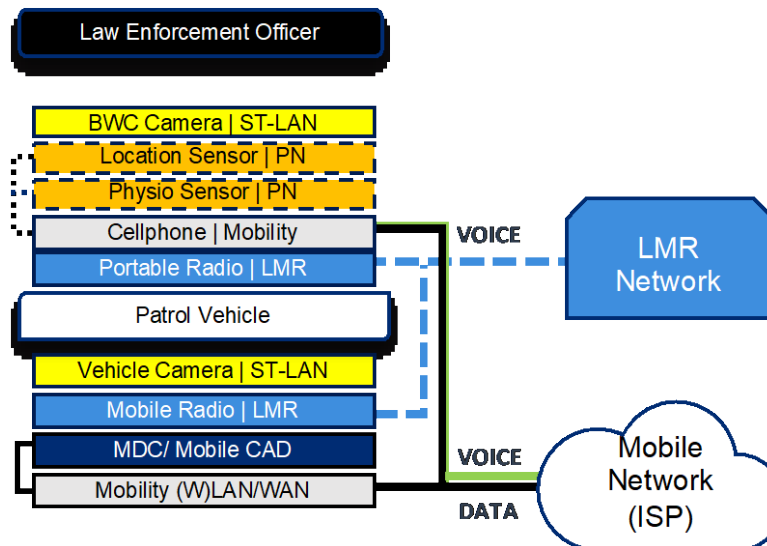 Law Enforcement Officer
BWC Camera | ST-LAN
Location Sensor | PN
Physio Sensor | PN
Cellphone | Mobility
Portable Radio | LMR
Patrol Vehicle
Vehicle Camera | ST-LAN
Mobile Radio | LMR
MDC/ Mobile CAD
Mobility (W)LAN/WAN
VOICE
LMR
Network
VOICE
DATA
Mobile
Network
(ISP)